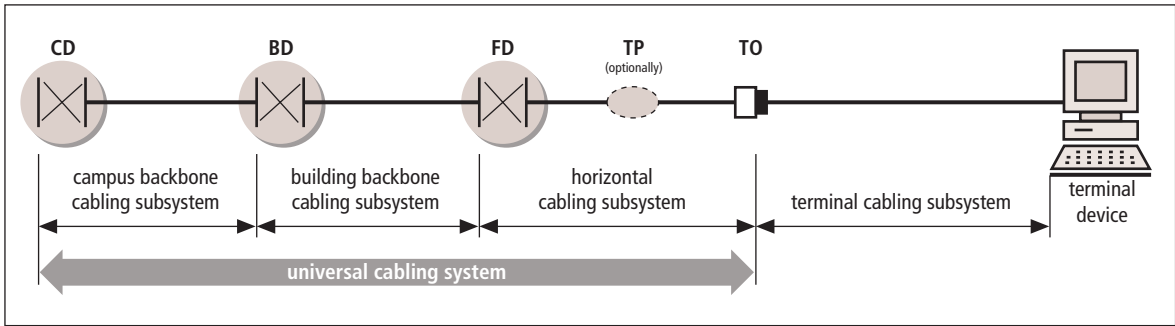 CD
BD
FD
TP
(optionally)
TO
campus backbone
cabling subsystem
building backbone
cabling subsystem
horizontal
cabling subsystem
terminal cabling subsystem
terminal
device
universal cabling system